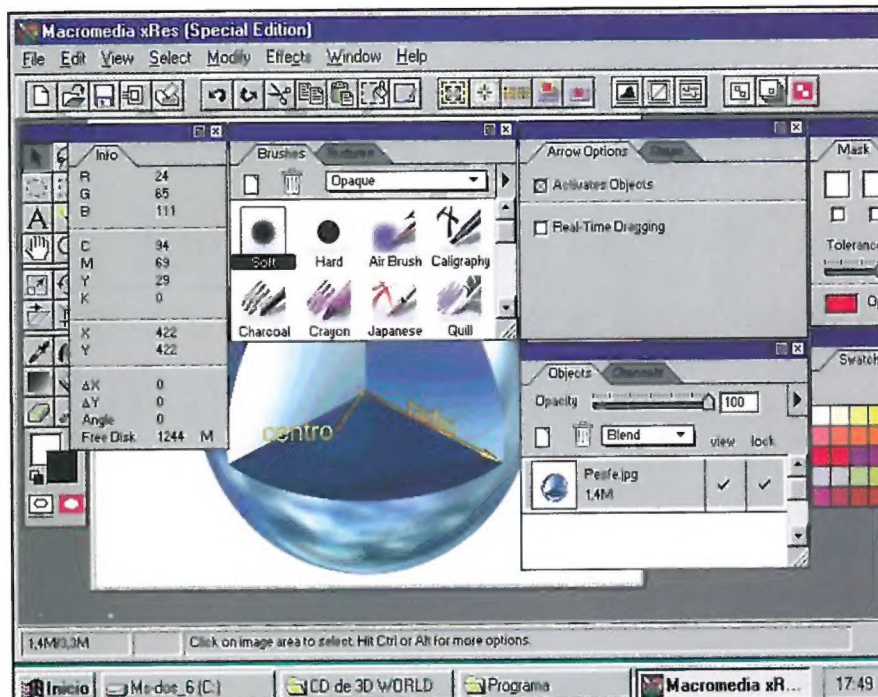 Macromedia xRes (Special Edition)
File Edit View Select Modify Effects Window Help
Info
R 24
G 65
B 111
C 94
M 69
Y 29
K 0
X 422
Y 422
ΔX 0
ΔY 0
Angle 0
Free Disk 1244 M
Brushes Textures
Opaque
Soft Hard Air Brush Caligraphy
Charcoal Crayon Japanese Quill
Arrow Options
Activates Objects
Real-Time Dragging
Mask
Tolerance
Objects Channels
Opacity 100
Blend view lock
Pesfe.jpg
1,4M
Swatch
A
centro
1,4M/3,3M Click on image area to select. Hit Ctrl or Alt for more options.
Inicio Ms-dos_6 (C:) CD de 3D WORLD Programa Macromedia xR... 17:49